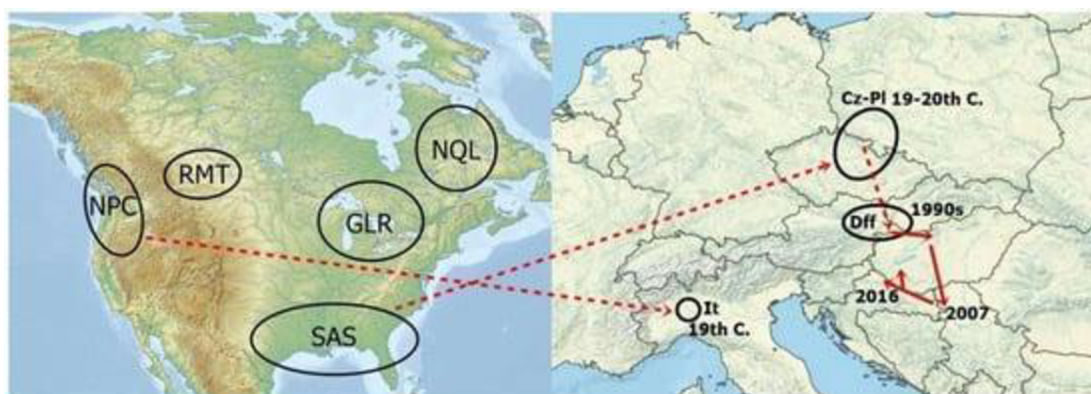 NPC
RMT
NQL
GLR
SAS
Cz-Pl 19-20th C.
Dff
1990s
It
19th C.
2016
2007